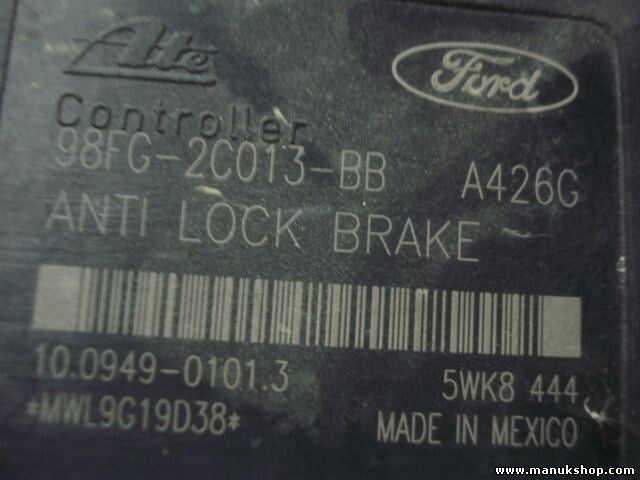 Ate
Ford
Controller
98FG-2C013-BB A426G
ANTI LOCK BRAKE
10.0949-0101.3 5WK8 444
*MWL9G19D38* MADE IN MEXICO
www.manukshop.com